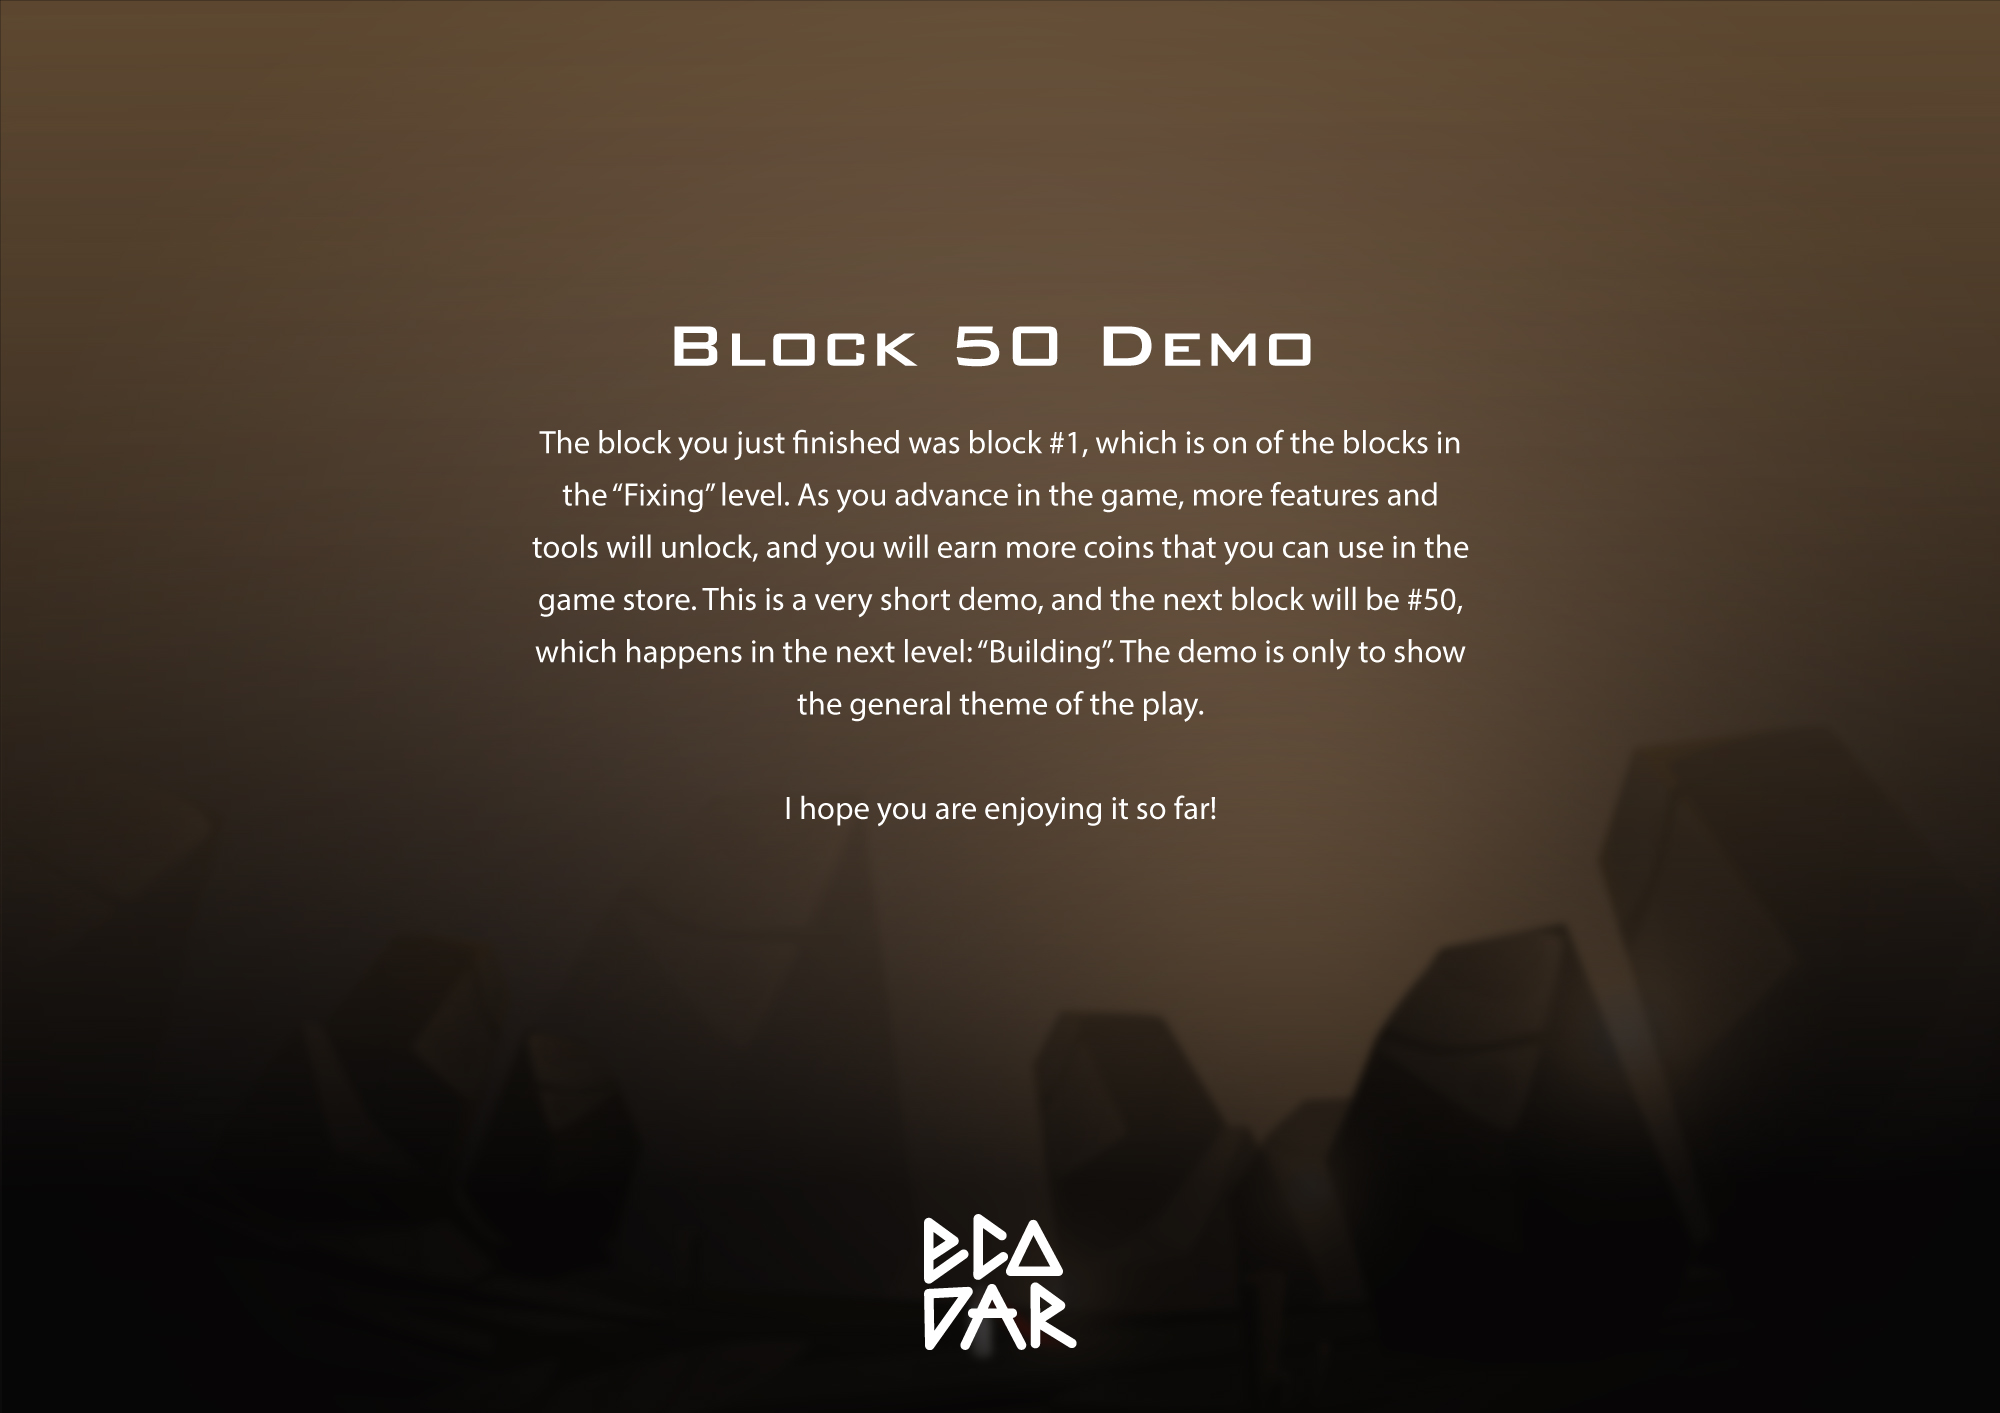 Block 50 Demo
The block you just finished was block #1, which is on of the blocks in
the “Fixing” level. As you advance in the game, more features and
tools will unlock, and you will earn more coins that you can use in the
game store. This is a very short demo, and the next block will be #50,
which happens in the next level: “Building”. The demo is only to show
the general theme of the play.
I hope you are enjoying it so far!
ECO
DAR